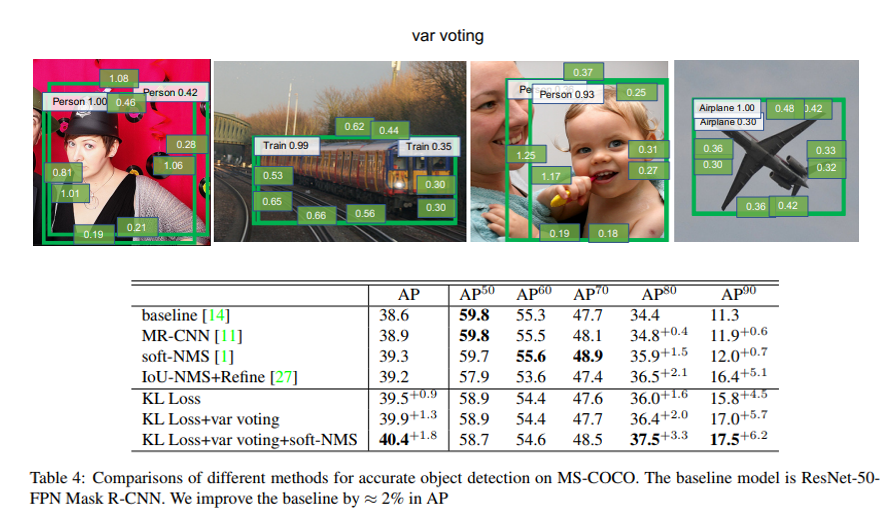 var voting
1.08
Person 0.42
Person 1.00
0.46
0.28
1.06
0.81
1.01
0.21
0.19
0.62
0.44
Train 0.99
Train 0.35
0.53
0.30
0.65
0.30
0.66
0.56
0.37
0.25
Person 0.93
0.31
1.25
0.27
1.17
0.19
0.18
Airplane 1.00
0.48
0.42
Airplane 0.30
0.36
0.33
0.30
0.32
0.36
0.42
AP AP50 AP60 AP70 AP80 AP90
baseline [14] 38.6 59.8 55.3 47.7 34.4 11.3
MR-CNN [11] 38.9 59.8 55.5 48.1 34.8+0.4 11.9+0.6
soft-NMS [1] 39.3 59.7 55.6 48.9 35.9+1.5 12.0+0.7
IoU-NMS+Refine [27] 39.2 57.9 53.6 47.4 36.5+2.1 16.4+5.1
KL Loss 39.5+0.9 58.9 54.4 47.6 36.0+1.6 15.8+4.5
KL Loss+var voting 39.9+1.3 58.9 54.4 47.6 36.4+2.0 17.0+5.7
KL Loss+var voting+soft-NMS 40.4+1.8 58.7 54.6 48.5 37.5+3.3 17.5+6.2
Table 4: Comparisons of different methods for accurate object detection on MS-COCO. The baseline model is ResNet-50-
FPN Mask R-CNN. We improve the baseline by ≈ 2% in AP